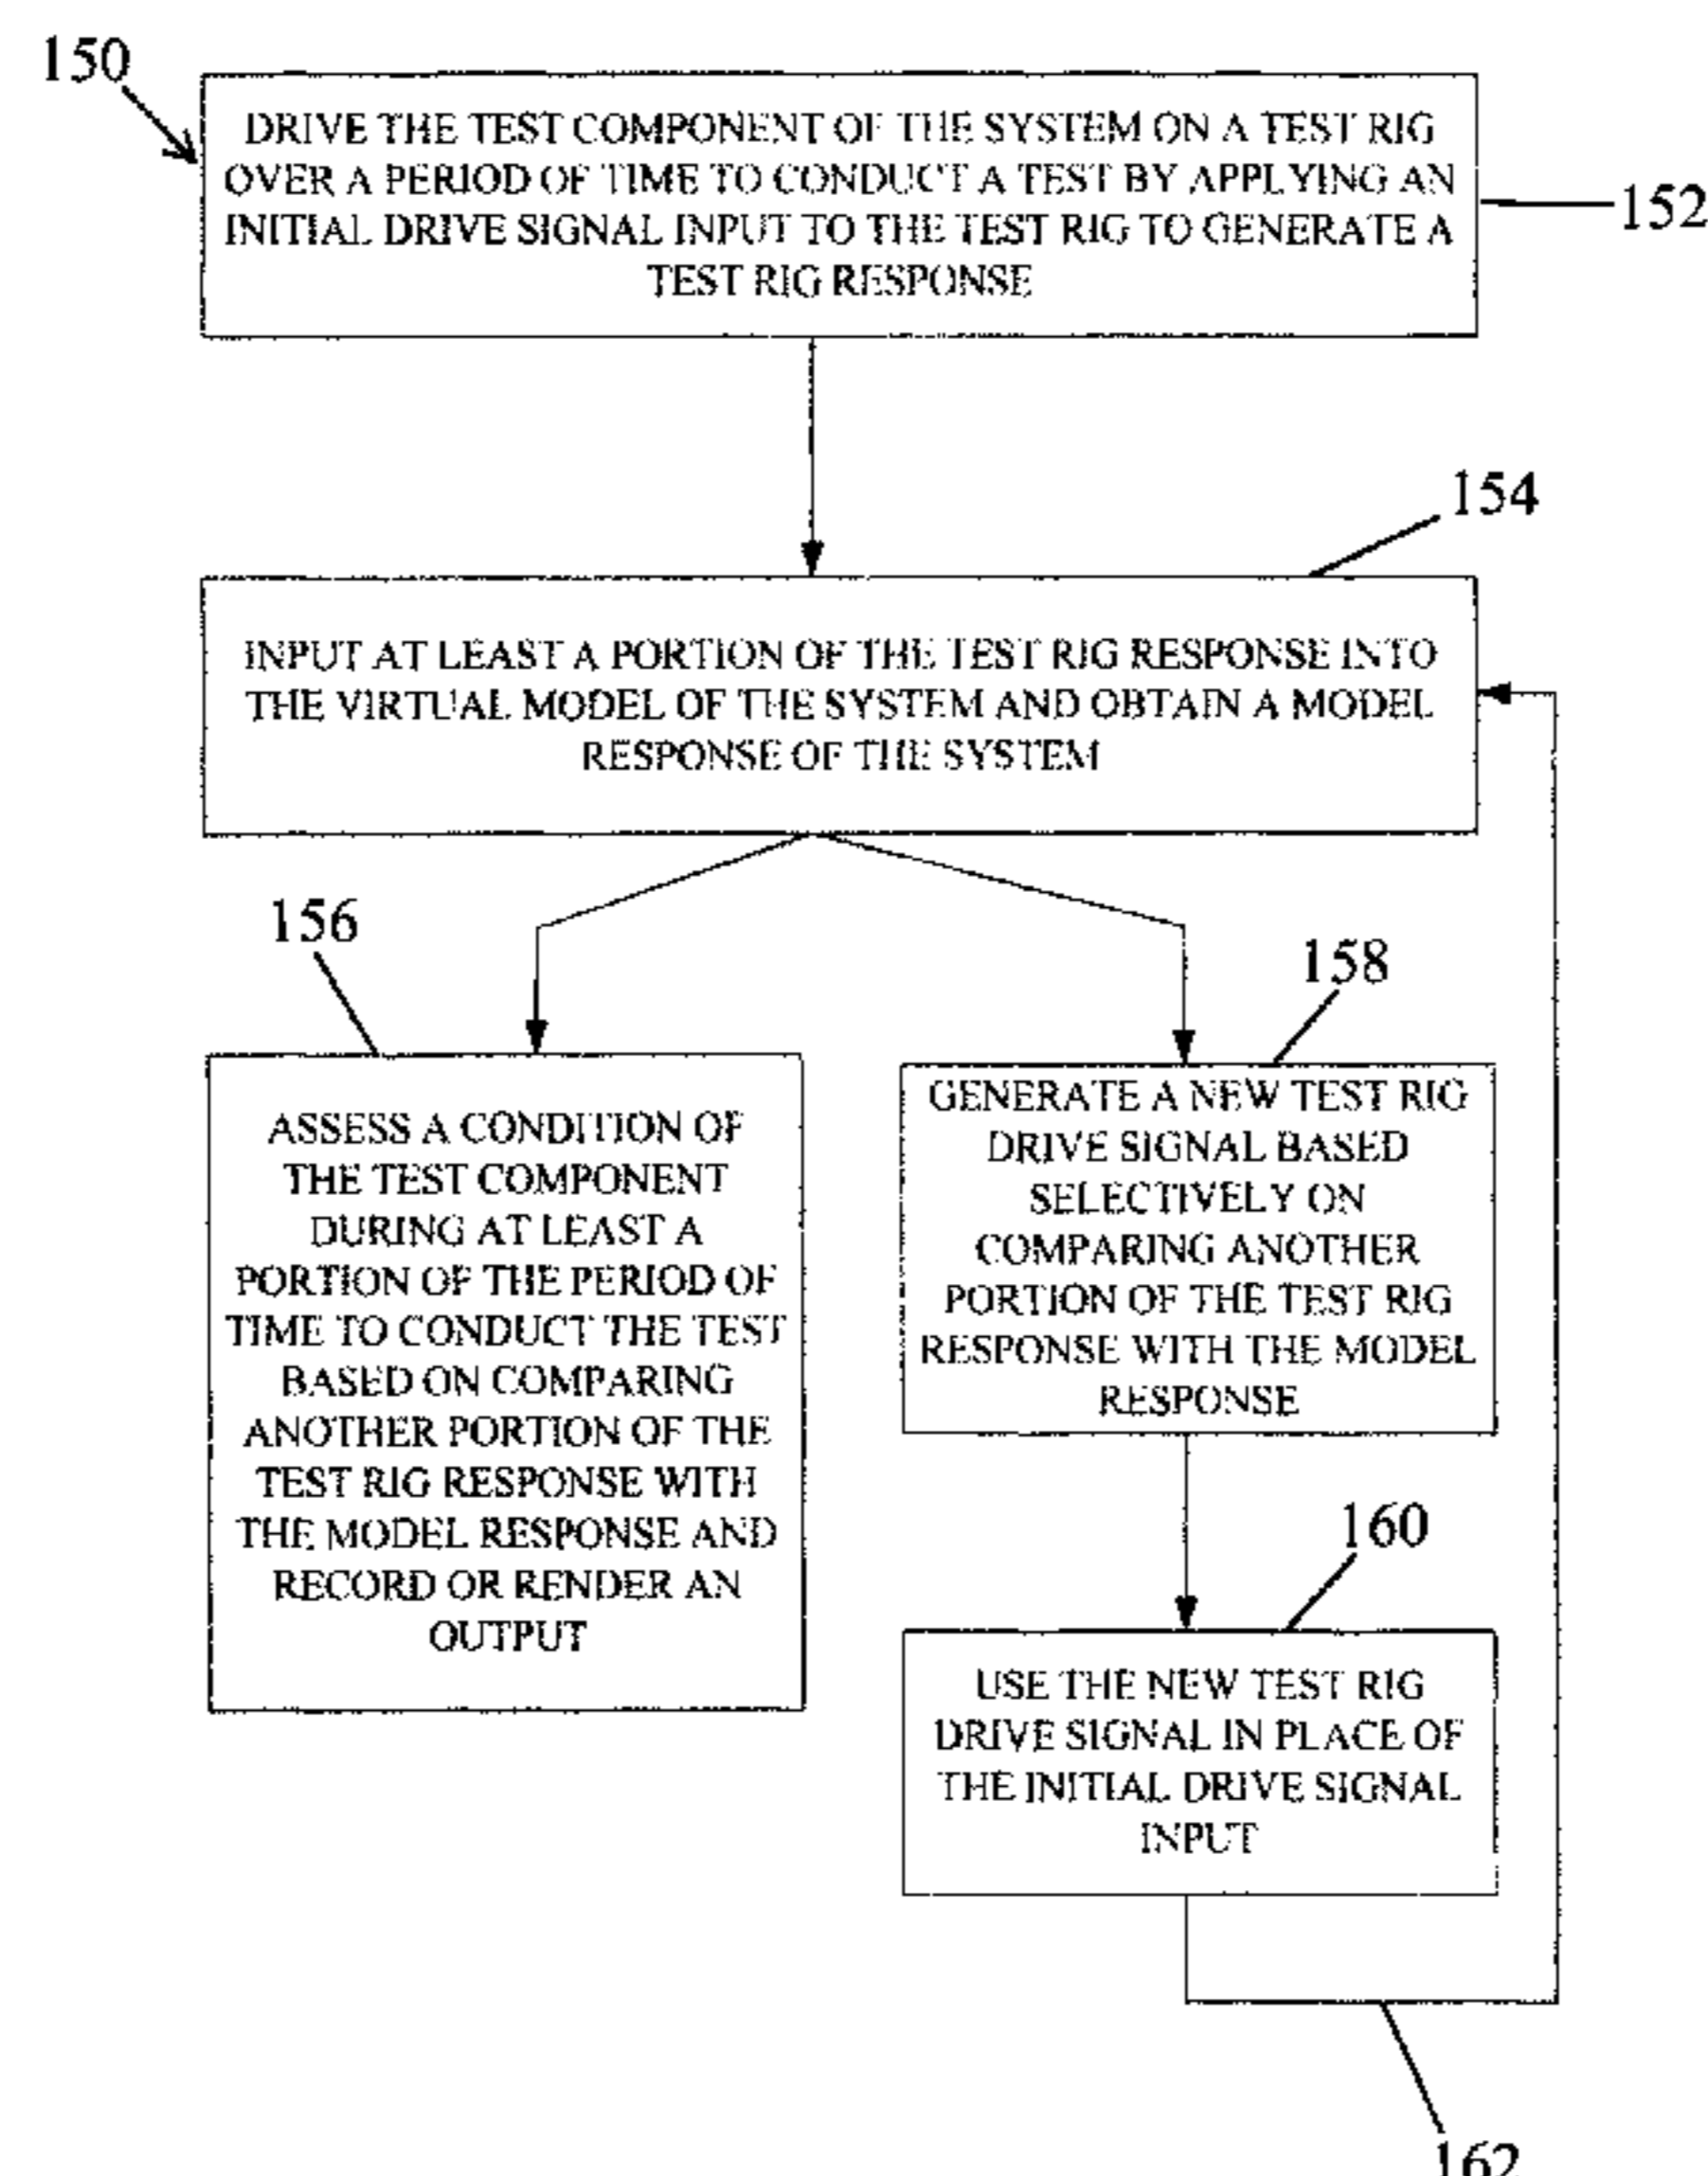 150
DRIVE THE TEST COMPONENT OF THE SYSTEM ON A TEST RIG
OVER A PERIOD OF TIME TO CONDUCT A TEST BY APPLYING AN
INITIAL DRIVE SIGNAL INPUT TO THE TEST RIG TO GENERATE A
TEST RIG RESPONSE
152
154
INPUT AT LEAST A PORTION OF THE TEST RIG RESPONSE INTO
THE VIRTUAL MODEL OF THE SYSTEM AND OBTAIN A MODEL
RESPONSE OF THE SYSTEM
156
ASSESS A CONDITION OF
THE TEST COMPONENT
DURING AT LEAST A
PORTION OF THE PERIOD OF
TIME TO CONDUCT THE TEST
BASED ON COMPARING
ANOTHER PORTION OF THE
TEST RIG RESPONSE WITH
THE MODEL RESPONSE AND
RECORD OR RENDER AN
OUTPUT
158
GENERATE A NEW TEST RIG
DRIVE SIGNAL BASED
SELECTIVELY ON
COMPARING ANOTHER
PORTION OF THE TEST RIG
RESPONSE WITH THE MODEL
RESPONSE
160
USE THE NEW TEST RIG
DRIVE SIGNAL IN PLACE OF
THE INITIAL DRIVE SIGNAL
INPUT
162